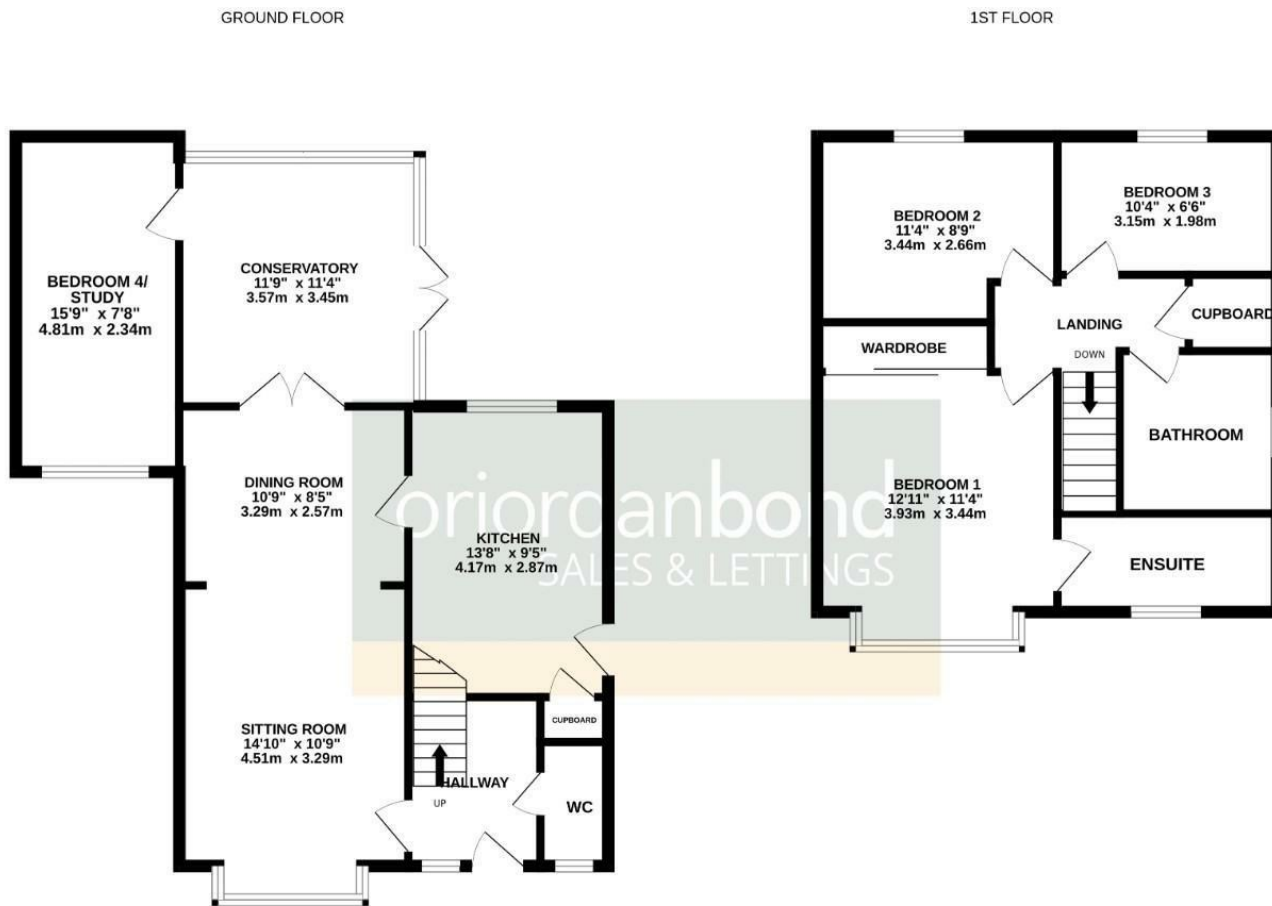 GROUND FLOOR
1ST FLOOR
BEDROOM 4/
STUDY
15'9" x 7'8"
4.81m x 2.34m
CONSERVATORY
11'9" x 11'4"
3.57m x 3.45m
DINING ROOM
10'9" x 8'5"
3.29m x 2.57m
KITCHEN
13'8" x 9'5"
4.17m x 2.87m
SITTING ROOM
14'10" x 10'9"
4.51m x 3.29m
CUPBOARD
HALLWAY
UP
WC
BEDROOM 2
11'4" x 8'9"
3.44m x 2.66m
BEDROOM 3
10'4" x 6'6"
3.15m x 1.98m
LANDING
DOWN
CUPBOARD
WARDROBE
BATHROOM
BEDROOM 1
12'11" x 11'4"
3.93m x 3.44m
ENSUITE
oriordanbond
SALES & LETTINGS